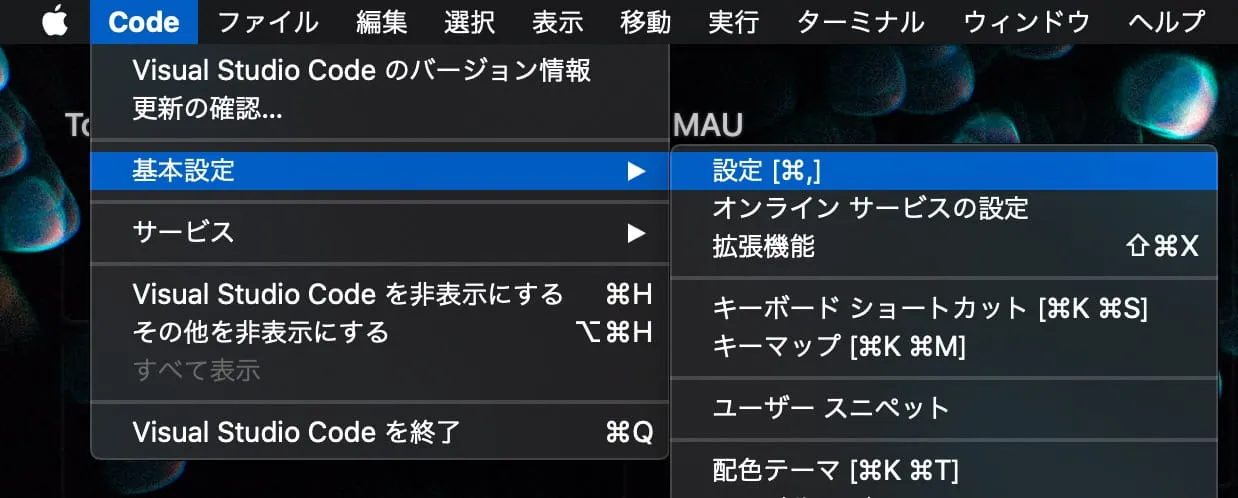 Code ファイル 編集 選択 表示 移動 実行 ターミナル ウィンドウ ヘルプ
Visual Studio Code のバージョン情報
更新の確認...
基本設定 ▶
サービス ▶
Visual Studio Code を非表示にする ⌘H
その他を非表示にする ⌥⌘H
すべて表示
Visual Studio Code を終了 ⌘Q
MAU
設定 [⌘,]
オンライン サービスの設定
拡張機能 ⇧⌘X
キーボード ショートカット [⌘K ⌘S]
キーマップ [⌘K ⌘M]
ユーザー スニペット
配色テーマ [⌘K ⌘T]